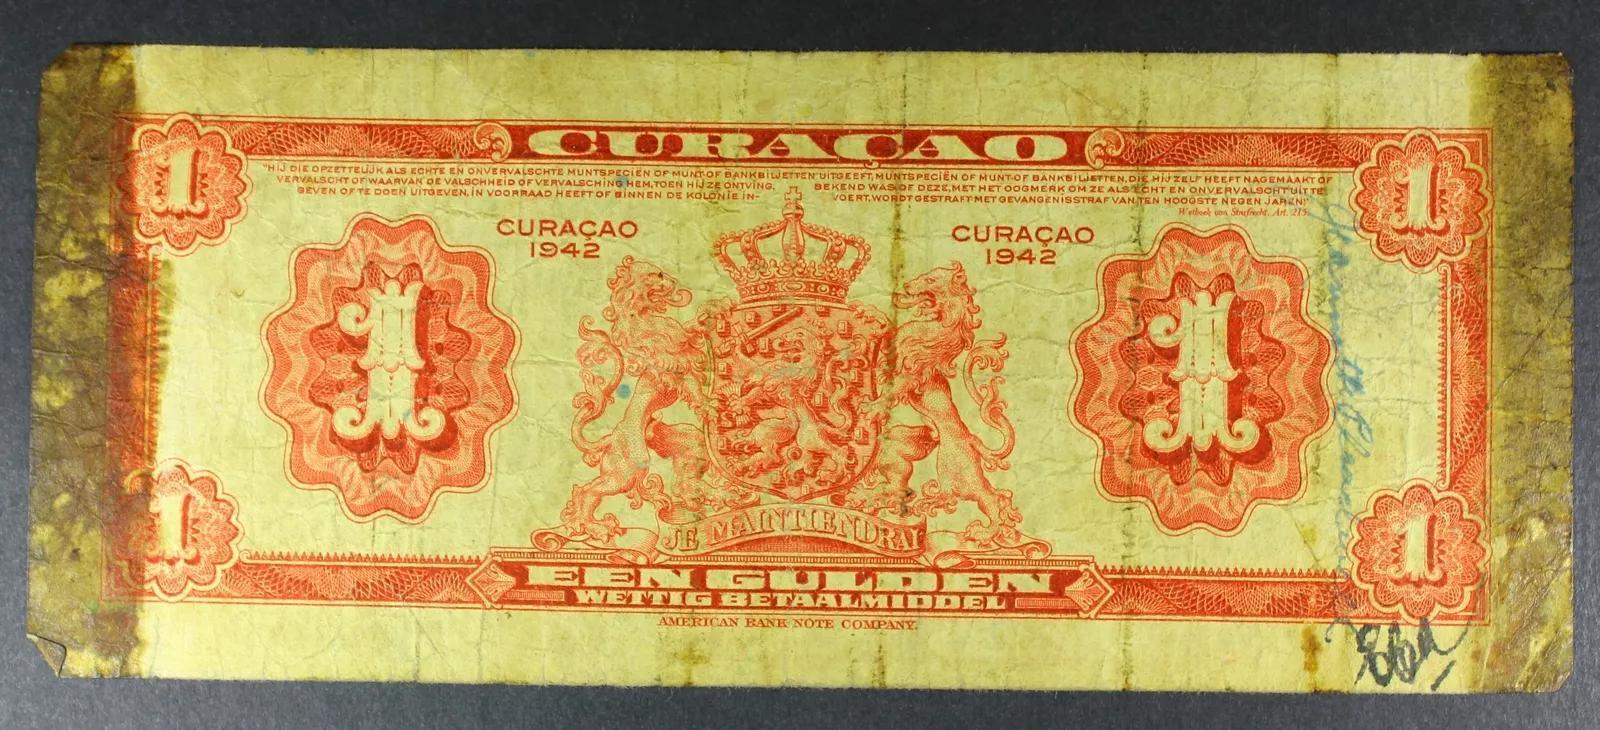 CURAÇAO
1
1
"HIJ DIE OPZETTELIJK ALS ECHTE EN ONVERVALSCHTE MUNTSPECIËN OF MUNT- OF BANKBILJETTEN UITGEEFT, MUNTSPECIËN OF MUNT- OF BANKBILJETTEN, DIE HIJ ZELF HEEFT NAGEMAAKT OF
VERVALSCHT OF WAARVAN DE VALSCHHEID OF VERVALSCHING HEM, TOEN HIJ ZE ONTVING, BEKEND WAS OF DEZE, MET HET OOGMERK OM ZE ALS ECHT EN ONVERVALSCHT UIT TE
GEVEN OF TE DOEN UITGEVEN, IN VOORRAAD HEEFT OF BINNEN DE KOLONIE IN- VOERT, WORDT GESTRAFT MET GEVANGENISSTRAF VAN TEN HOOGSTE NEGEN JAREN."
Wetboek van Strafrecht. Art. 215.
CURAÇAO
1942
CURAÇAO
1942
1
1
JE MAINTIENDRAI
1
1
EEN GULDEN
WETTIG BETAALMIDDEL
AMERICAN BANK NOTE COMPANY.